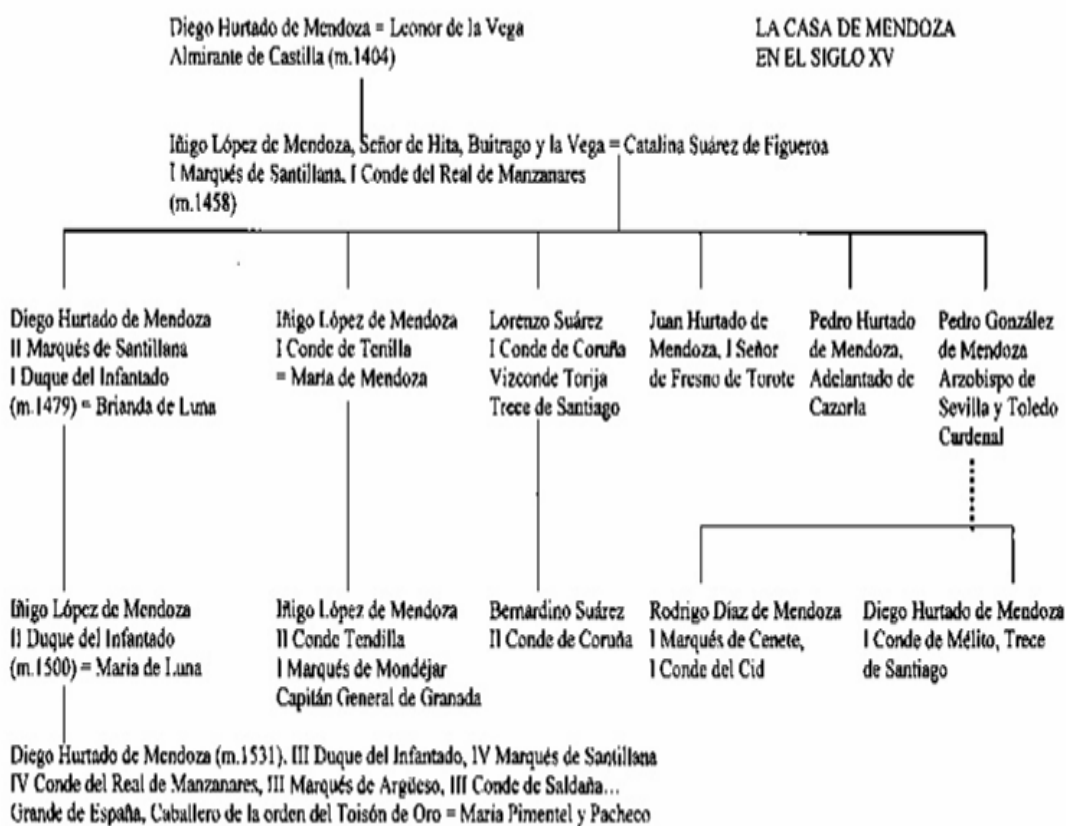 Diego Hurtado de Mendoza = Leonor de la Vega
Almirante de Castilla (m.1404)
LA CASA DE MENDOZA
EN EL SIGLO XV
Iñigo López de Mendoza, Señor de Hita, Buitrago y la Vega = Catalina Suárez de Figueroa
I Marqués de Santillana. I Conde del Real de Manzanares
(m.1458)
Diego Hurtado de Mendoza
II Marqués de Santillana
I Duque del Infantado
(m.1479) = Brianda de Luna
Iñigo López de Mendoza
I Conde de Tenilla
= María de Mendoza
Lorenzo Suárez
I Conde de Coruña
Vizconde Torija
Trece de Santiago
Juan Hurtado de
Mendoza, I Señor
de Fresno de Torote
Pedro Hurtado
de Mendoza,
Adelantado de
Cazorla
Pedro González
de Mendoza
Arzobispo de
Sevilla y Toledo
Cardenal
Iñigo López de Mendoza
II Duque del Infantado
(m.1500) = María de Luna
Iñigo López de Mendoza
II Conde Tendilla
I Marqués de Mondéjar
Capitán General de Granada
Bernardino Suárez
II Conde de Coruña
Rodrigo Díaz de Mendoza
I Marqués de Cenete,
I Conde del Cid
Diego Hurtado de Mendoza
I Conde de Mélito, Trece
de Santiago
Diego Hurtado de Mendoza (m.1531). III Duque del Infantado, IV Marqués de Santillana
IV Conde del Real de Manzanares, III Marqués de Argüeso, III Conde de Saldaña...
Grande de España, Caballero de la orden del Toisón de Oro = María Pimentel y Pacheco